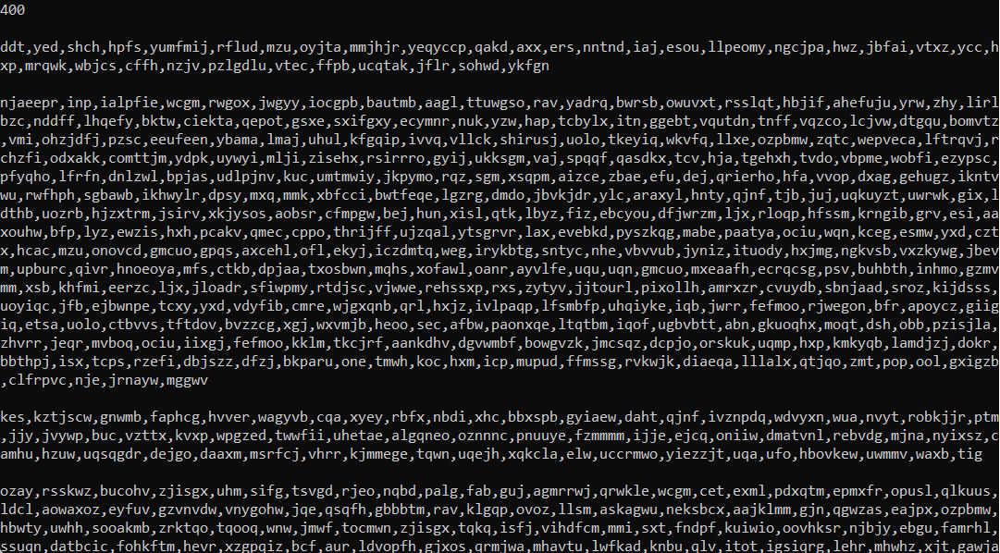 400

ddt,yed,shch,hpfs,yumfmij,rflud,mzu,oyjta,mmjhjr,yeqyccp,qakd,axx,ers,nntnd,iaj,esou,llpeomy,ngcjpa,hwz,jbfai,vtxz,ycc,h
xp,mrqwk,wbjcs,cffh,nzjv,pzlgdlu,vtec,ffpb,ucqtak,jflr,sohwd,ykfgn

njaeepr,inp,ialpfie,wcgm,rwgox,jwgyy,iocgpb,bautmb,aagl,ttuwgso,rav,yadrq,bwrsb,owuvxt,rsslqt,hbjif,ahefuju,yrw,zhy,lirl
bzc,nddff,lhqefy,bktw,ciekta,qepot,gsxe,sxifgxy,ecymnr,nuk,yzw,hap,tcbylx,itn,ggebt,vqutdn,tnff,vqzco,lcjvw,dtgqu,bomvtz
,vmi,ohzjdfj,pzsc,eeufeen,ybama,lmaj,uhul,kfgqip,ivvq,vllck,shirusj,uolo,tkeyiq,wkvfq,llxe,ozpbmw,zqtc,wepveca,lftrqvj,r
chzfi,odxakk,comttjm,ydpk,uywyi,mlji,zisehx,rsirrro,gyij,ukksgm,vaj,spqqf,qasdkx,tcv,hja,tgehxh,tvdo,vbpme,wobfi,ezypsc,
pfyqho,lfrfn,dnlzwl,bpjas,udlpjnv,kuc,umtmwiy,jkpymo,rqz,sgm,xsqpm,aizce,zbae,efu,dej,qrierho,hfa,vvop,dxag,gehugz,ikntv
wu,rwfhph,sgbawb,ikhwylr,dpsy,mxq,mmk,xbfcci,bwtfeqe,lgzrg,dmdo,jbvkjdr,ylc,araxyl,hnty,qjnf,tjb,juj,uqkuyzt,uwrwk,gix,l
dthb,uozrb,hjzxtrm,jsirv,xkjysos,aobsr,cfmpgw,bej,hun,xisl,qtk,lbyz,fiz,ebcyou,dfjwrzm,ljx,rloqp,hfssm,krngib,grv,esi,aa
xouhw,bfp,lyz,ewzis,hxh,pcakv,qmec,cppo,thrijff,ujzqal,ytsgrvr,lax,evebkd,pyszkqg,mabe,paatya,ociu,wqn,kceg,esmw,yxd,czt
x,hcac,mzu,onovcd,gmcuo,gpqs,axcehl,ofl,ekyj,iczdmtq,weg,irykbtg,sntyc,nhe,vbvvub,jyniz,ituody,hxjmg,ngkvsb,vxzkywg,jbev
m,upburc,qivr,hnoeoya,mfs,ctkb,dpjaa,txosbwn,mqhs,xofawl,oanr,ayvlfe,uqu,uqn,gmcuo,mxeaafh,ecrqcsg,psv,buhbth,inhmo,gzmv
mm,xsb,khfmi,eerzc,ljx,jloadr,sfiwpmy,rtdjsc,vjwwe,rehssxp,rxs,zytyv,jjtourl,pixollh,amrxzr,cvuydb,sbnjaad,sroz,kijdsss,
uoyiqc,jfb,ejbwnpe,tcxy,yxd,vdyfib,cmre,wjgxqnb,qrl,hxjz,ivlpaqp,lfsmbfp,uhqiyke,iqb,jwrr,fefmoo,rjwegon,bfr,apoycz,giig
iq,etsa,uolo,ctbvvs,tftdov,bvzzcg,xgj,wxvmjb,heoo,sec,afbw,paonxqe,ltqtbm,iqof,ugbvbtt,abn,gkuoqhx,moqt,dsh,obb,pzisjla,
zhvrr,jeqr,mvboq,ociu,iixgj,fefmoo,kklm,tkcjrf,aankdhv,dgvwmbf,bowgvzk,jmcsqz,dcpjo,orskuk,uqmp,hxp,kmkyqb,lamdjzj,dokr,
bbthpj,isx,tcps,rzefi,dbjszz,dfzj,bkparu,one,tmwh,koc,hxm,icp,mupud,ffmssg,rvkwjk,diaeqa,lllalx,qtjqo,zmt,pop,ool,gxigzb
,clfrpvc,nje,jrnayw,mggwv

kes,kztjscw,gnwmb,faphcg,hvver,wagyvb,cqa,xyey,rbfx,nbdi,xhc,bbxspb,gyiaew,daht,qjnf,ivznpdq,wdvyxn,wua,nvyt,robkjjr,ptm
,jjy,jvywp,buc,vzttx,kvxp,wpgzed,twwfii,uhetae,algqneo,oznnnc,pnuuye,fzmmmm,ijje,ejcq,oniiw,dmatvnl,rebvdg,mjna,nyixsz,c
amhu,hzuw,uqsqgdr,dejgo,daaxm,msrfcj,vhrr,kjmmege,tqwn,uqejh,xqkcla,elw,uccrmwo,yiezzjt,uqa,ufo,hbovkew,uwmmv,waxb,tig

ozay,rsskwz,bucohv,zjisgx,uhm,sifg,tsvgd,rjeo,nqbd,palg,fab,guj,agmrrwj,qrwkle,wcgm,cet,exml,pdxqtm,epmxfr,opusl,qlkuus,
ldcl,aowaxoz,eyfuv,gzvnvdw,vnygohw,jqe,qsqfh,gbbbtm,rav,klgqp,ovoz,llsm,askagwu,neksbcx,aajklmm,gjn,qgwzas,eajpx,ozpbmw,
hbwty,uwhh,sooakmb,zrktqo,tqooq,wnw,jmwf,tocmwn,zjisgx,tqkq,isfj,vihdfcm,mmi,sxt,fndpf,kuiwio,oovhksr,njbjy,ebgu,famrhl,
ssuqn,datbcic,fohkftm,hevr,xzgpqiz,bcf,aur,ldvopfh,gjxos,qrmjwa,mhavtu,lwfkad,knbu,qlv,itot,igsiqrg,lehr,mhwhz,xjt,gawja